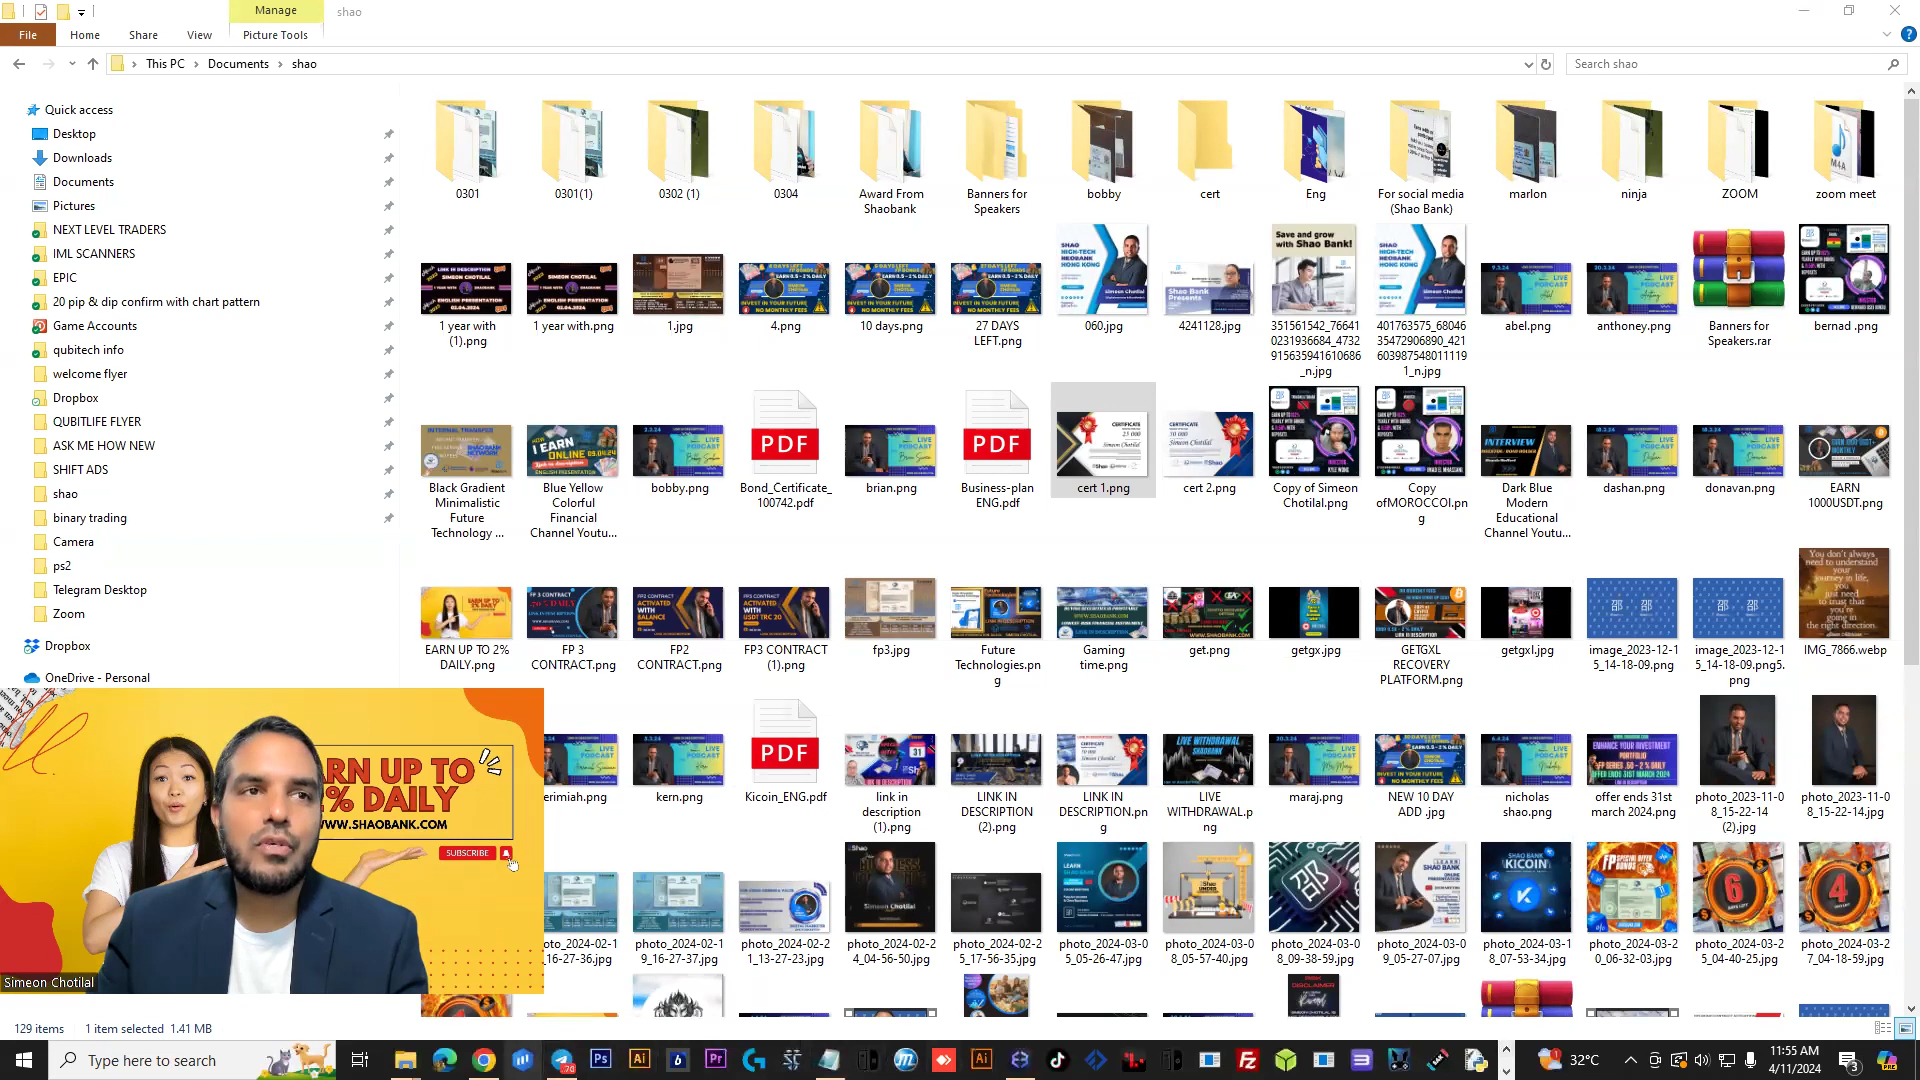 Manage
shao
File
Home
Share
View
Picture Tools
This PC
Documents
shao
Search shao
Quick access
Desktop
Downloads
Documents
Pictures
NEXT LEVEL TRADERS
IML SCANNERS
EPIC
20 pip & dip confirm with chart pattern
Game Accounts
qubitech info
welcome flyer
Dropbox
QUBITLIFE FLYER
ASK ME HOW NEW
SHIFT ADS
shao
binary trading
Camera
ps2
Telegram Desktop
Zoom
Dropbox
OneDrive - Personal
0301
0301(1)
0302 (1)
0304
Award From
Shaobank
Banners for
Speakers
bobby
cert
Eng
For social media
(Shao Bank)
marlon
ninja
ZOOM
zoom meet
1 year with
(1).png
1 year with.png
1.jpg
4.png
10 days.png
27 DAYS
LEFT.png
060.jpg
4241128.jpg
351561542_76641
0231936684_4732
915635941610686
_n.jpg
401763575_68046
35472906890_421
603987548011119
1_n.jpg
abel.png
anthoney.png
Banners for
Speakers.rar
bernad .png
Black Gradient
Minimalistic
Future
Technology ...
Blue Yellow
Colorful
Financial
Channel Youtu...
bobby.png
PDF
Bond_Certificate_
100742.pdf
brian.png
PDF
Business-plan
ENG.pdf
cert 1.png
cert 2.png
Copy of Simeon
Chotilal.png
Copy
ofMOROCCOI.pn
g
Dark Blue
Modern
Educational
Channel Youtu...
dashan.png
donavan.png
EARN
1000USDT.png
EARN UP TO 2%
DAILY.png
FP 3
CONTRACT.png
FP2
CONTRACT.png
FP3 CONTRACT
(1).png
fp3.jpg
Future
Technologies.pn
g
Gaming
time.png
get.png
getgx.jpg
GETGXL
RECOVERY
PLATFORM.png
getgxl.jpg
image_2023-12-1
5_14-18-09.png
image_2023-12-1
5_14-18-09.png5.
png
IMG_7866.webp
erimiah.png
kern.png
PDF
Kicoin_ENG.pdf
link in
description
(1).png
LINK IN
DESCRIPTION
(2).png
LINK IN
DESCRIPTION.pn
g
LIVE
WITHDRAWAL.p
ng
maraj.png
NEW 10 DAY
ADD .jpg
nicholas
shao.png
offer ends 31st
march 2024.png
photo_2023-11-0
8_15-22-14
(2).jpg
photo_2023-11-0
8_15-22-14.jpg
oto_2024-02-1
_16-27-36.jpg
photo_2024-02-1
9_16-27-37.jpg
photo_2024-02-2
1_13-27-23.jpg
photo_2024-02-2
4_04-56-50.jpg
photo_2024-02-2
5_17-56-35.jpg
photo_2024-03-0
5_05-26-47.jpg
photo_2024-03-0
8_05-57-40.jpg
photo_2024-03-0
8_09-38-59.jpg
photo_2024-03-0
9_05-27-07.jpg
photo_2024-03-1
8_07-53-34.jpg
photo_2024-03-2
0_06-32-03.jpg
photo_2024-03-2
5_04-40-25.jpg
photo_2024-03-2
7_04-18-59.jpg
ARN UP TO
% DAILY
WWW.SHAOBANK.COM
SUBSCRIBE
Simeon Chotilal
129 items
1 item selected 1.41 MB
Type here to search
32°C
11:55 AM
4/11/2024